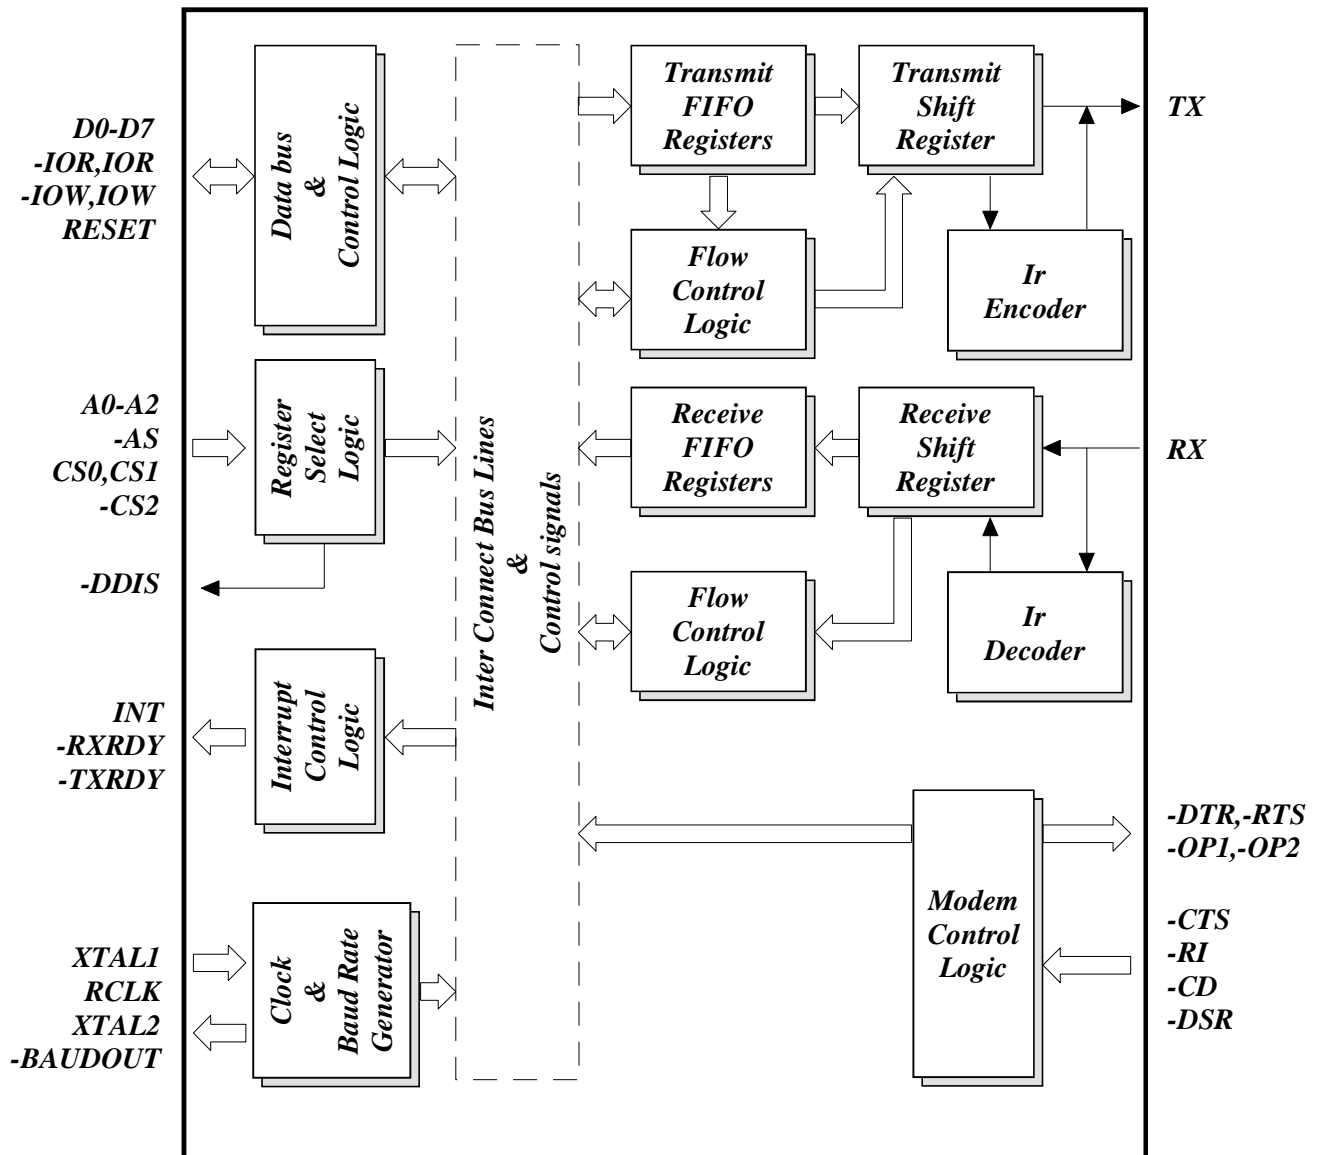 D0-D7
-IOR,IOR
-IOW,IOW
RESET
Data bus
&
Control Logic
A0-A2
-AS
CS0,CS1
-CS2
Register
Select
Logic
-DDIS
INT
-RXRDY
-TXRDY
Interrupt
Control
Logic
XTAL1
RCLK
XTAL2
-BAUDOUT
Clock
&
Baud Rate
Generator
Inter Connect Bus Lines
&
Control signals
Transmit
FIFO
Registers
Transmit
Shift
Register
TX
Flow
Control
Logic
Ir
Encoder
Receive
FIFO
Registers
Receive
Shift
Register
RX
Flow
Control
Logic
Ir
Decoder
Modem
Control
Logic
-DTR,-RTS
-OP1,-OP2
-CTS
-RI
-CD
-DSR